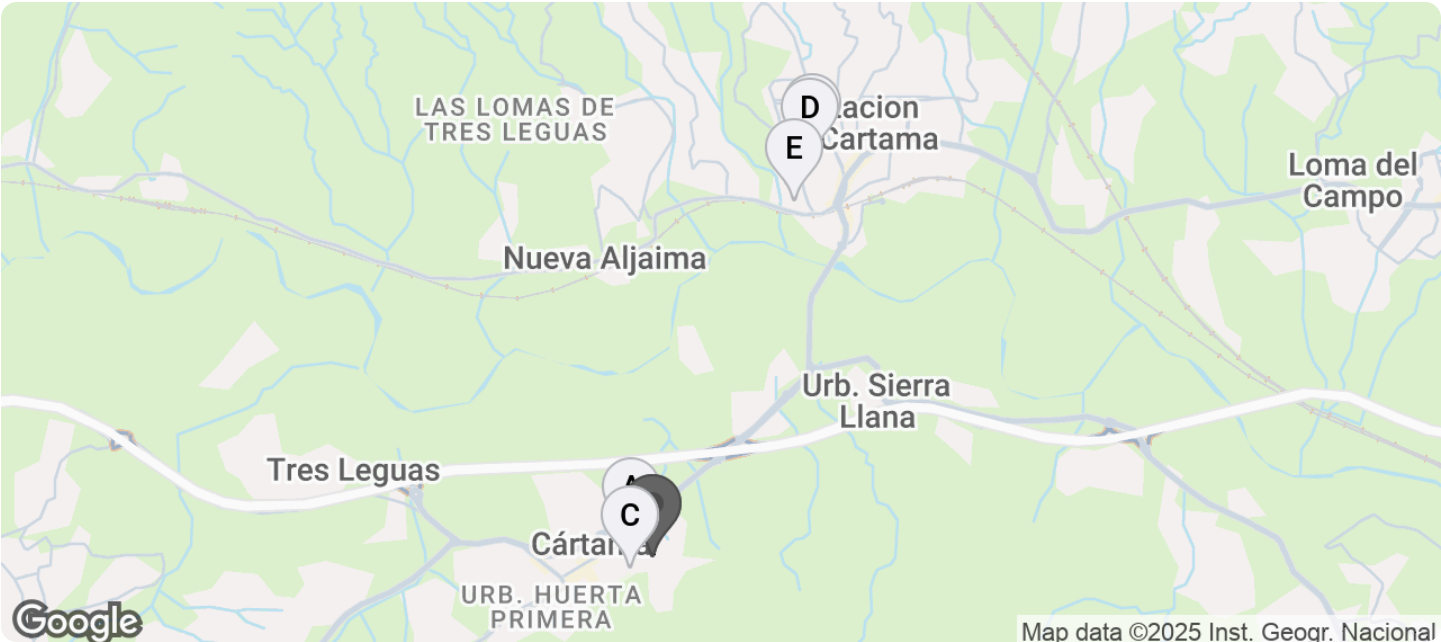 LAS LOMAS DE
TRES LEGUAS
D
acion
Cartama
E
Loma del
Campo
Nueva Aljaima
Urb. Sierra
Llana
Tres Leguas
C
Cártama
URB. HUERTA
PRIMERA
Google
Map data ©2025 Inst. Geogr. Nacional